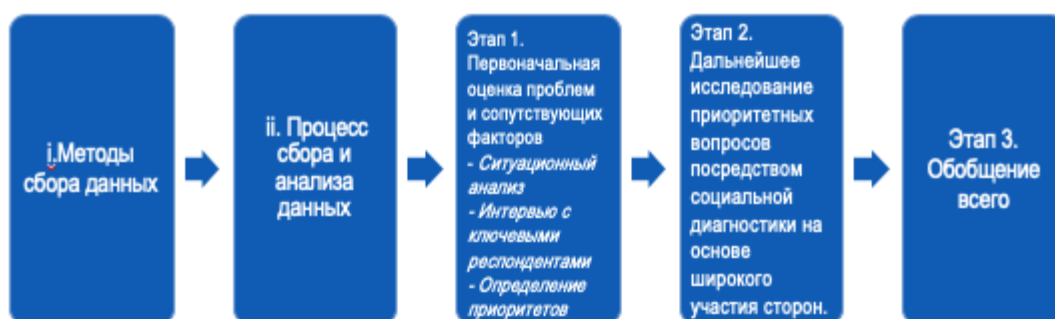 i.Методы
сбора данных
ii. Процесс
сбора и
анализа
данных
Этап 1.
Первоначальная
оценка проблем
и сопутствующих
факторов
- Ситуационный
анализ
- Интервью с
ключевыми
респондентами
- Определение
приоритетов
Этап 2.
Дальнейшее
исследование
приоритетных
вопросов
посредством
социальной
диагностики на
основе
широкого
участия сторон.
Этап 3.
Обобщение
всего